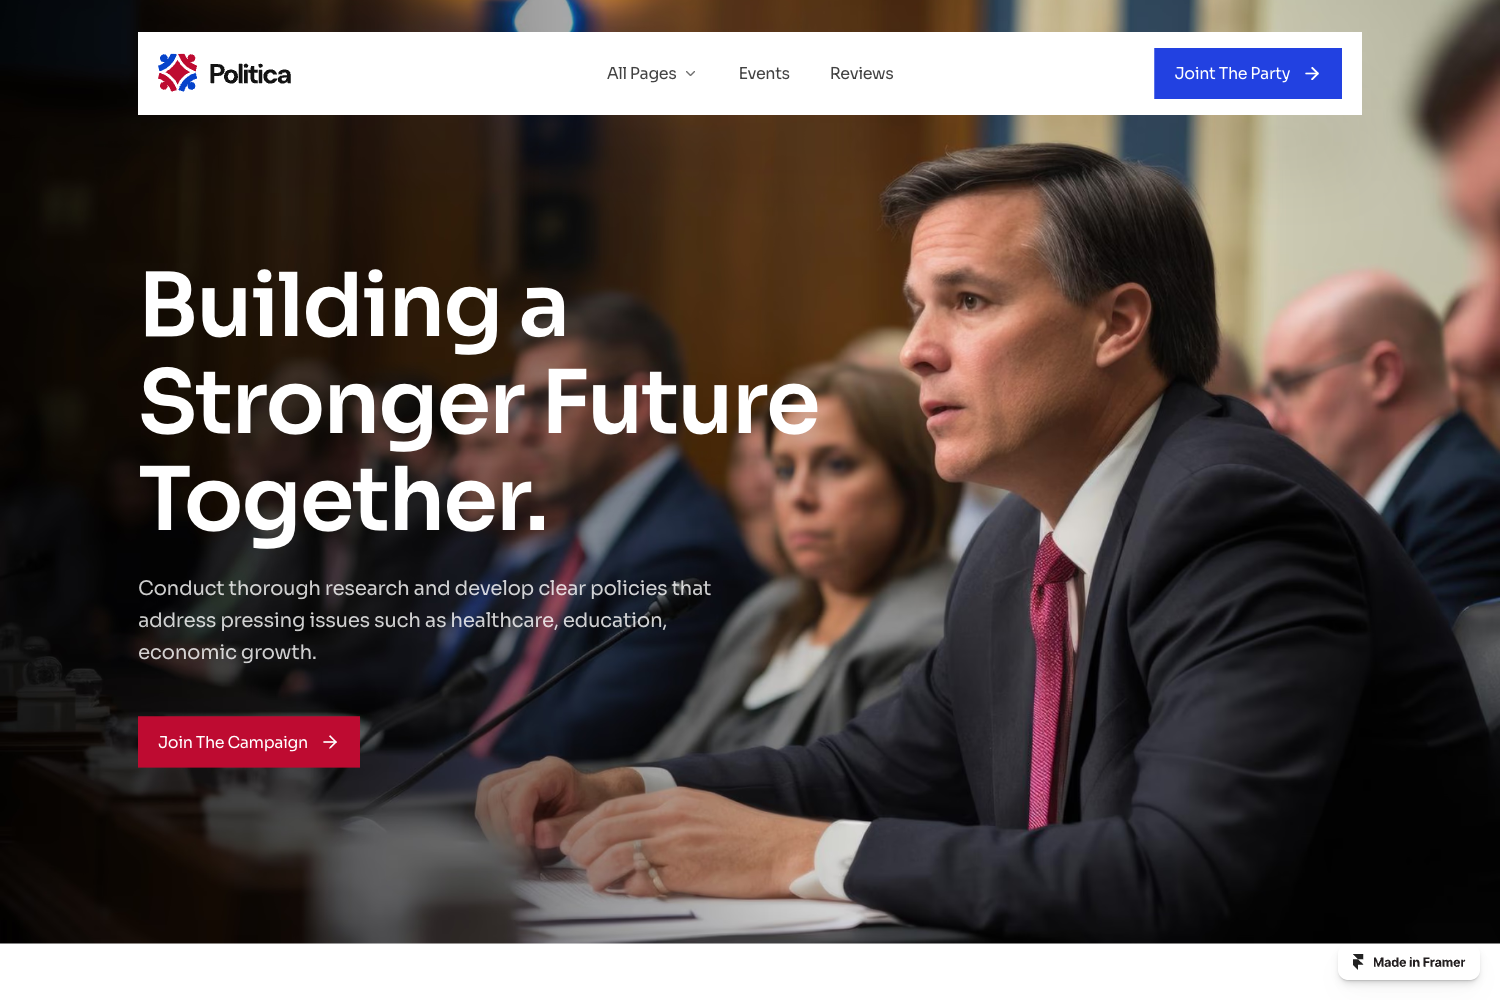 Politica
All Pages
Events
Reviews
Joint The Party
Building a
Stronger Future
Together.
Conduct thorough research and develop clear policies that
address pressing issues such as healthcare, education,
economic growth.
Join The Campaign
Made in Framer